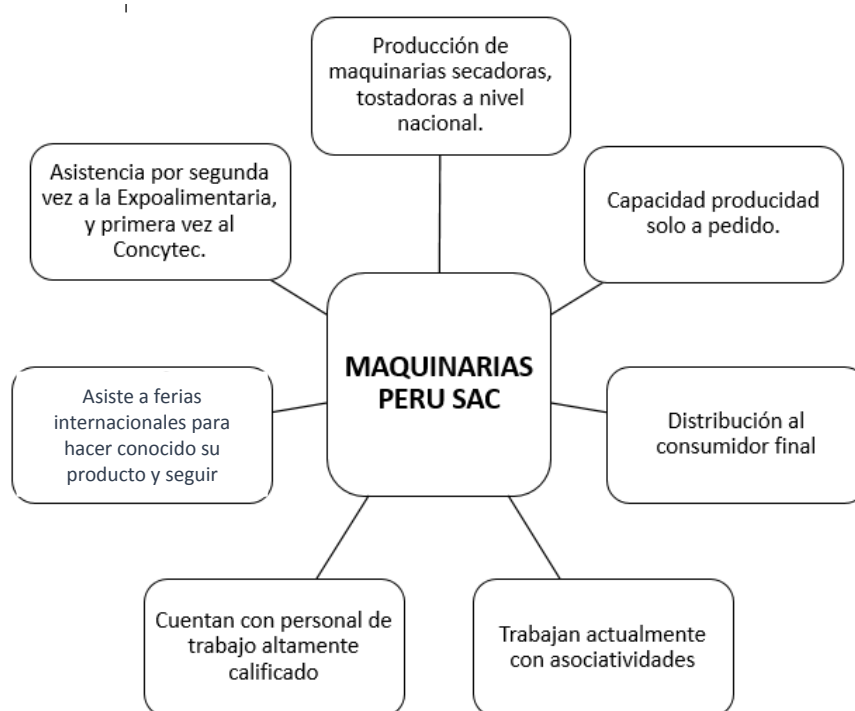 Producción de
maquinarias secadoras,
tostadoras a nivel
nacional.
Asistencia por segunda
vez a la Expoalimentaria,
y primera vez al
Concytec.
Capacidad producidad
solo a pedido.
MAQUINARIAS
PERU SAC
Asiste a ferias
internacionales para
hacer conocido su
producto y seguir
Distribución al
consumidor final
Cuentan con personal de
trabajo altamente
calificado
Trabajan actualmente
con asociatividades